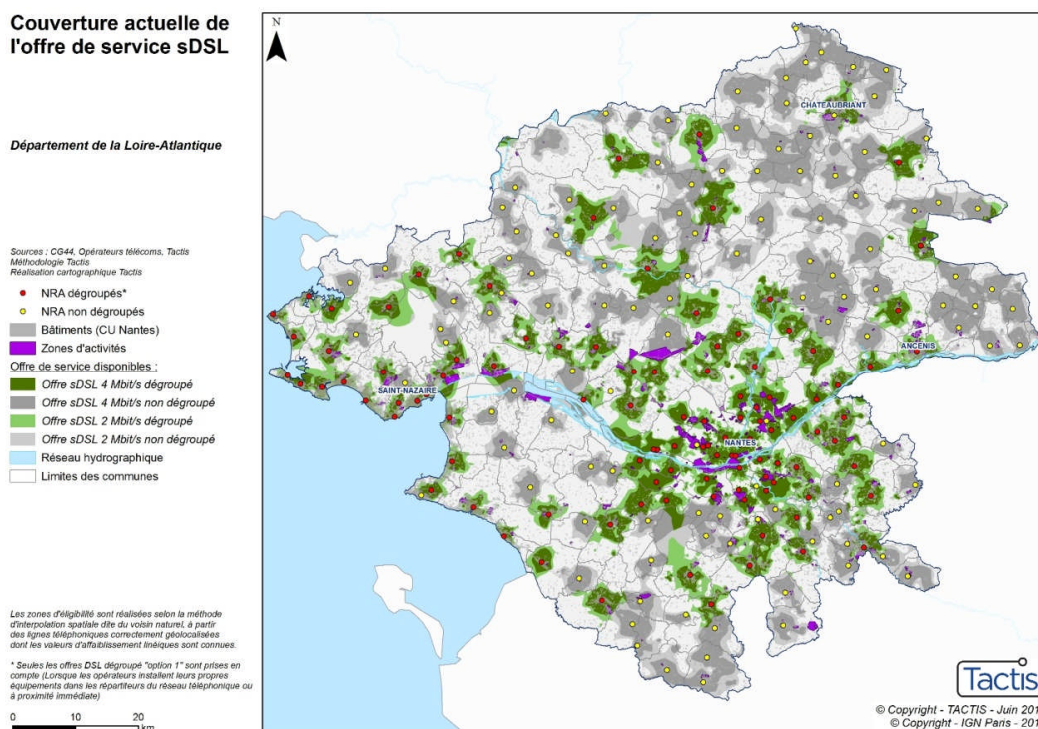 Couverture actuelle de
l'offre de service sDSL
Département de la Loire-Atlantique
Sources : CG44, Opérateurs télécoms, Tactis
Méthodologie Tactis
Réalisation cartographique Tactis
NRA dégroupés*
NRA non dégroupés
Bâtiments (CU Nantes)
Zones d'activités
Offre de service disponibles :
Offre sDSL 4 Mbit/s dégroupé
Offre sDSL 4 Mbit/s non dégroupé
Offre sDSL 2 Mbit/s dégroupé
Offre sDSL 2 Mbit/s non dégroupé
Réseau hydrographique
Limites des communes
Les zones d'éligibilité sont réalisées selon la méthode
d'interpolation spatiale dite du voisin naturel, à partir
des lignes téléphoniques correctement géolocalisées
dont les valeurs d'affaiblissement linéiques sont connues.
* Seules les offres DSL dégroupé "option 1" sont prises en
compte (Lorsque les opérateurs installent leurs propres
équipements dans les répartiteurs du réseau téléphonique ou
à proximité immédiate)
0 10 20
km
N
CHATEAUBRIANT
ANCENIS
SAINT-NAZAIRE
NANTES
Tactis
© Copyright - TACTIS - Juin 201
© Copyright - IGN Paris - 201